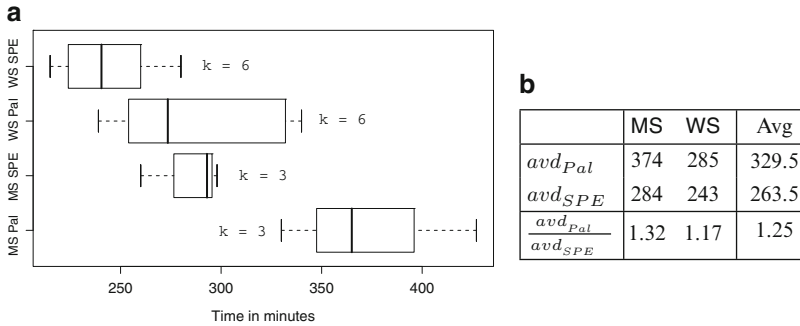 a
WS SPE
k = 6
WS Pal
k = 6
MS SPE
k = 3
MS Pal
k = 3
250 300 350 400
Time in minutes
b
MS WS Avg
avd_Pal 374 285 329.5
avd_SPE 284 243 263.5
avd_Pal / avd_SPE 1.32 1.17 1.25